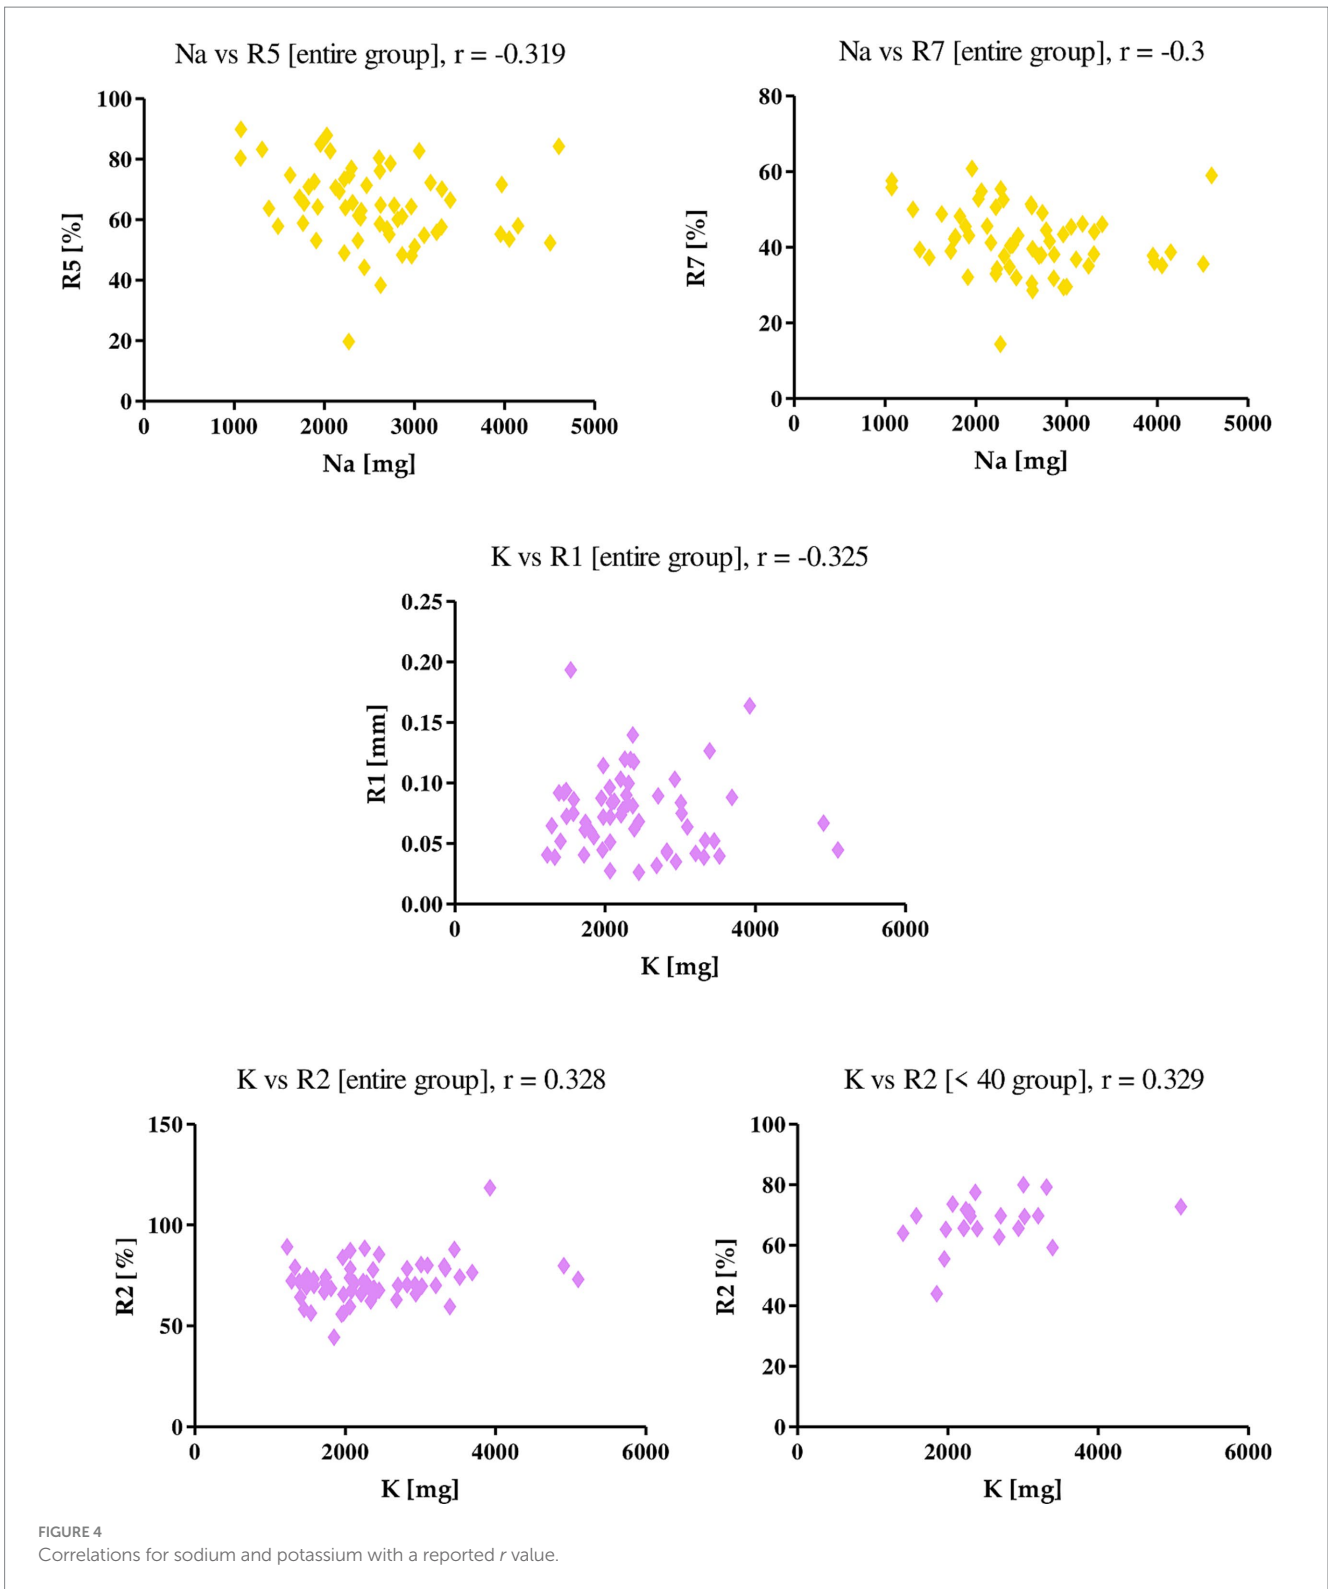 Na vs R5 [entire group], r = -0.319
100
80
60
40
20
0
R5 [%]
0 1000 2000 3000 4000 5000
Na [mg]
Na vs R7 [entire group], r = -0.3
80
60
40
20
0
R7 [%]
0 1000 2000 3000 4000 5000
Na [mg]
K vs R1 [entire group], r = -0.325
0.25
0.20
0.15
0.10
0.05
0.00
R1 [mm]
0 2000 4000 6000
K [mg]
K vs R2 [entire group], r = 0.328
150
100
50
0
R2 [%]
0 2000 4000 6000
K [mg]
K vs R2 [< 40 group], r = 0.329
100
80
60
40
20
0
R2 [%]
0 2000 4000 6000
K [mg]
FIGURE 4
Correlations for sodium and potassium with a reported r value.